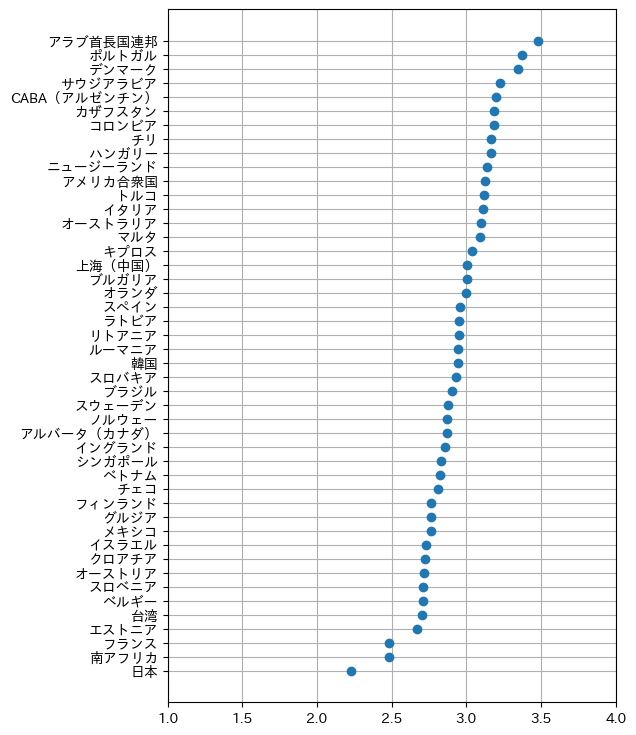 アラブ首長国連邦
ポルトガル
デンマーク
サウジアラビア
CABA（アルゼンチン）
カザフスタン
コロンビア
チリ
ハンガリー
ニュージーランド
アメリカ合衆国
トルコ
イタリア
オーストラリア
マルタ
キプロス
上海（中国）
ブルガリア
オランダ
スペイン
ラトビア
リトアニア
ルーマニア
韓国
スロバキア
ブラジル
スウェーデン
ノルウェー
アルバータ（カナダ）
イングランド
シンガポール
ベトナム
チェコ
フィンランド
グルジア
メキシコ
イスラエル
クロアチア
オーストリア
スロベニア
ベルギー
台湾
エストニア
フランス
南アフリカ
日本
1.0 1.5 2.0 2.5 3.0 3.5 4.0